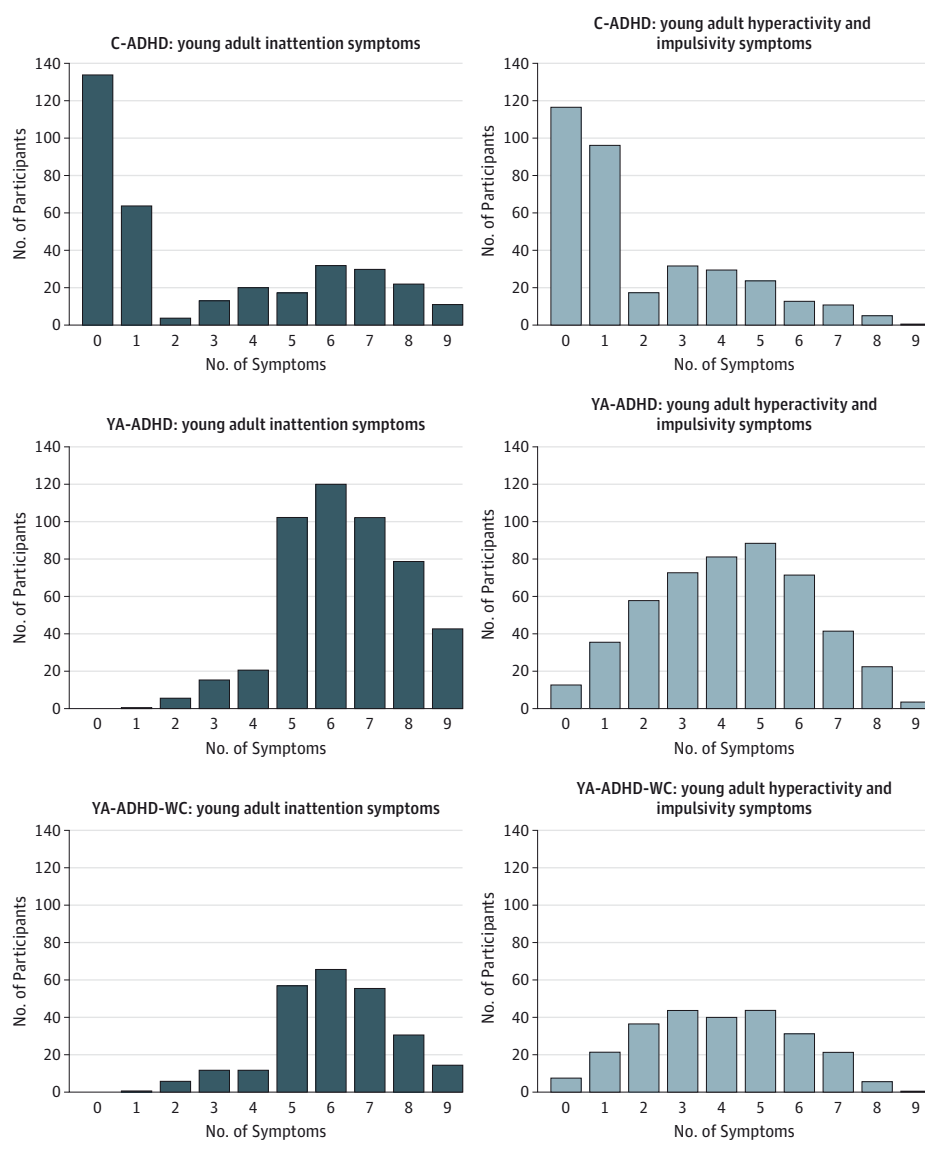 C-ADHD: young adult inattention symptoms
No. of Participants
140
120
100
80
60
40
20
0
0 1 2 3 4 5 6 7 8 9
No. of Symptoms
C-ADHD: young adult hyperactivity and
impulsivity symptoms
No. of Participants
140
120
100
80
60
40
20
0
0 1 2 3 4 5 6 7 8 9
No. of Symptoms
YA-ADHD: young adult inattention symptoms
No. of Participants
140
120
100
80
60
40
20
0
0 1 2 3 4 5 6 7 8 9
No. of Symptoms
YA-ADHD: young adult hyperactivity and
impulsivity symptoms
No. of Participants
140
120
100
80
60
40
20
0
0 1 2 3 4 5 6 7 8 9
No. of Symptoms
YA-ADHD-WC: young adult inattention symptoms
No. of Participants
140
120
100
80
60
40
20
0
0 1 2 3 4 5 6 7 8 9
No. of Symptoms
YA-ADHD-WC: young adult hyperactivity and
impulsivity symptoms
No. of Participants
140
120
100
80
60
40
20
0
0 1 2 3 4 5 6 7 8 9
No. of Symptoms